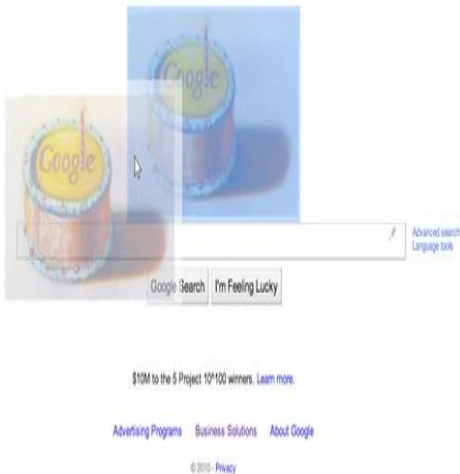 Google
Google
Advanced search
Language tools
Google Search I'm Feeling Lucky
$10M to the 5 Project 10^100 winners. Learn more.
Advertising Programs Business Solutions About Google
© 2010 - Privacy